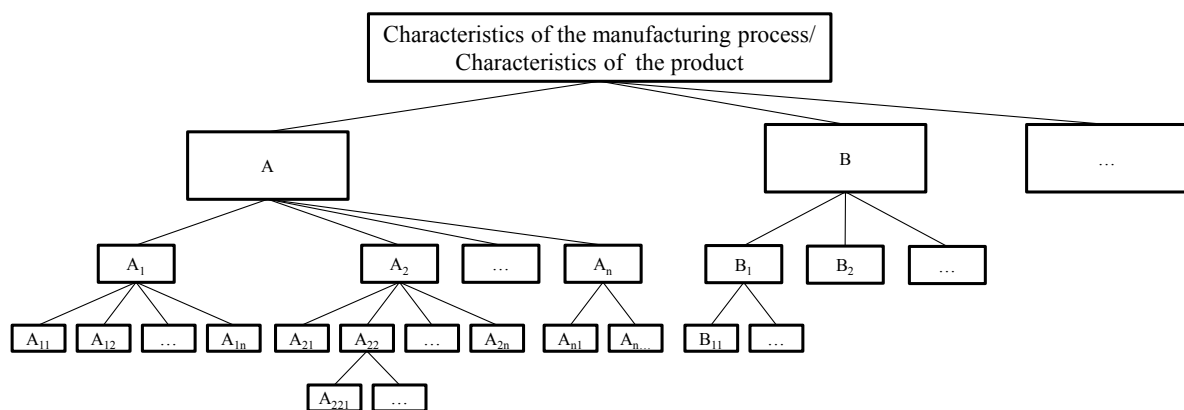 Characteristics of the manufacturing process/
Characteristics of  the product
A
B
…
A₁
A₂
…
Aₙ
B₁
B₂
…
A₁₁
A₁₂
…
A₁ₙ
A₂₁
A₂₂
…
A₂ₙ
Aₙ₁
Aₙ…
B₁₁
…
A₂₂₁
…